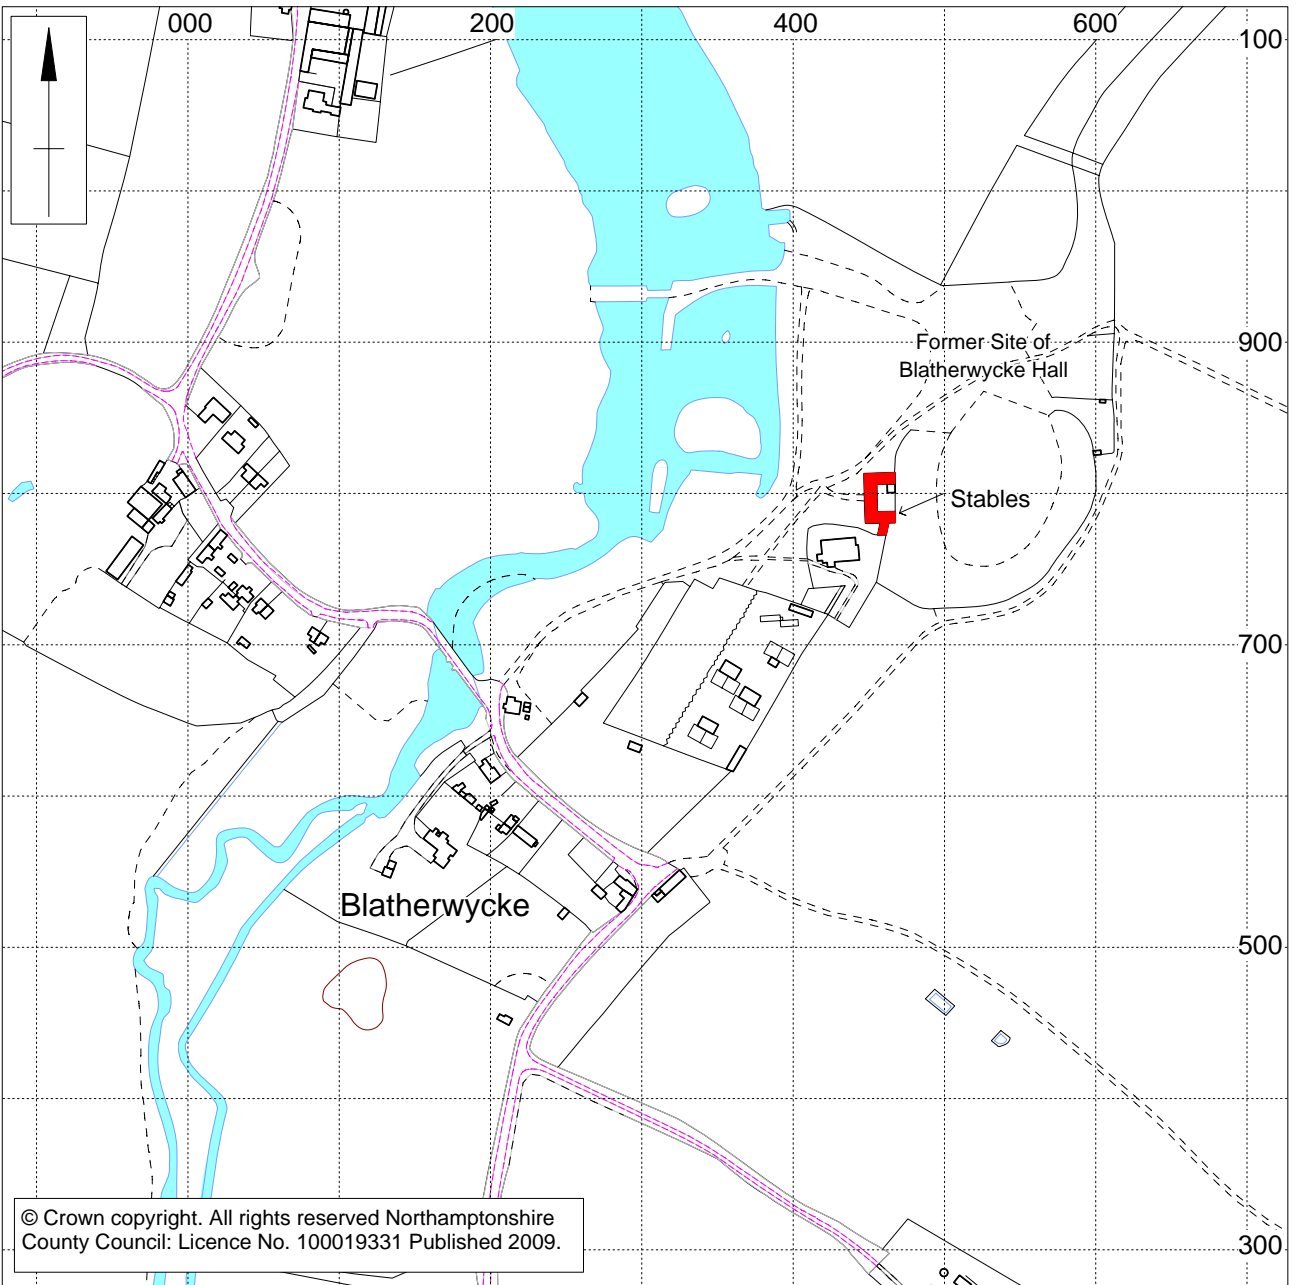 000
200
400
600
100
Former Site of
Blatherwycke Hall
900
Stables
700
Blatherwycke
500
300
© Crown copyright. All rights reserved Northamptonshire
County Council: Licence No. 100019331 Published 2009.